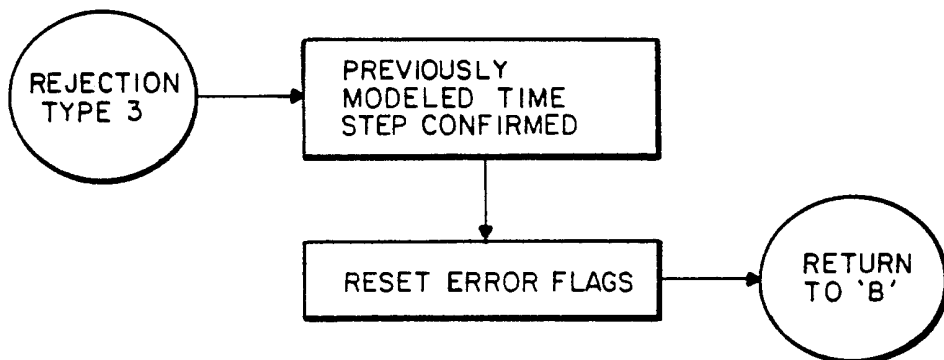 REJECTION
TYPE 3
PREVIOUSLY
MODELED TIME
STEP CONFIRMED
RESET ERROR FLAGS
RETURN
TO 'B'